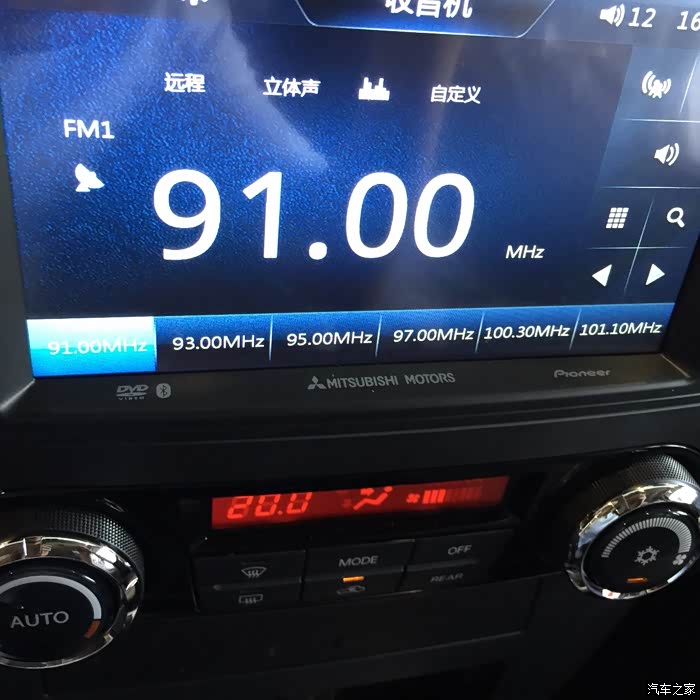 收音机
12
远程 立体声 自定义
FM1
91.00 MHz
91.00MHz 93.00MHz 95.00MHz 97.00MHz 100.30MHz 101.10MHz
DVD VIDEO MITSUBISHI MOTORS Pioneer
20.0
MODE OFF
REAR
AUTO
汽车之家